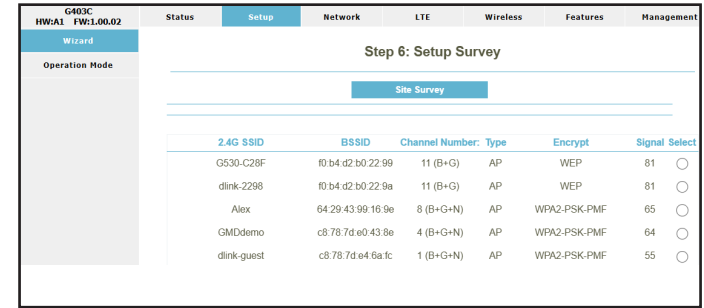 G403C
HW:A1 FW:1.00.02
Status Setup Network LTE Wireless Features Management
Wizard
Operation Mode
Step 6: Setup Survey
Site Survey
2.4G SSID BSSID Channel Number: Type Encrypt Signal Select
G530-C28F f0:b4:d2:b0:22:99 11 (B+G) AP WEP 81
dlink-2298 f0:b4:d2:b0:22:9a 11 (B+G) AP WEP 81
Alex 64:29:43:99:16:9e 8 (B+G+N) AP WPA2-PSK-PMF 65
GMDdemo c8:78:7d:e0:43:8e 4 (B+G+N) AP WPA2-PSK-PMF 64
dlink-guest c8:78:7d:e4:6a:fc 1 (B+G+N) AP WPA2-PSK-PMF 55